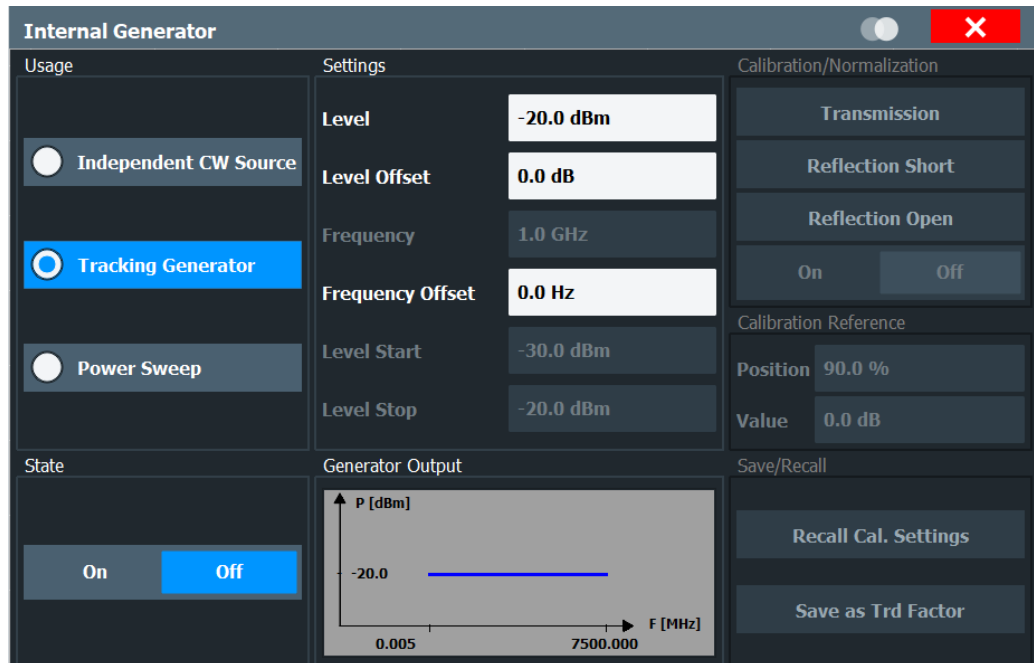 Internal Generator
Usage
Independent CW Source
Tracking Generator
Power Sweep
Settings
Level -20.0 dBm
Level Offset 0.0 dB
Frequency 1.0 GHz
Frequency Offset 0.0 Hz
Level Start -30.0 dBm
Level Stop -20.0 dBm
Calibration/Normalization
Transmission
Reflection Short
Reflection Open
On Off
Calibration Reference
Position 90.0 %
Value 0.0 dB
State
On Off
Generator Output
P [dBm]
-20.0
F [MHz]
0.005 7500.000
Save/Recall
Recall Cal. Settings
Save as Trd Factor